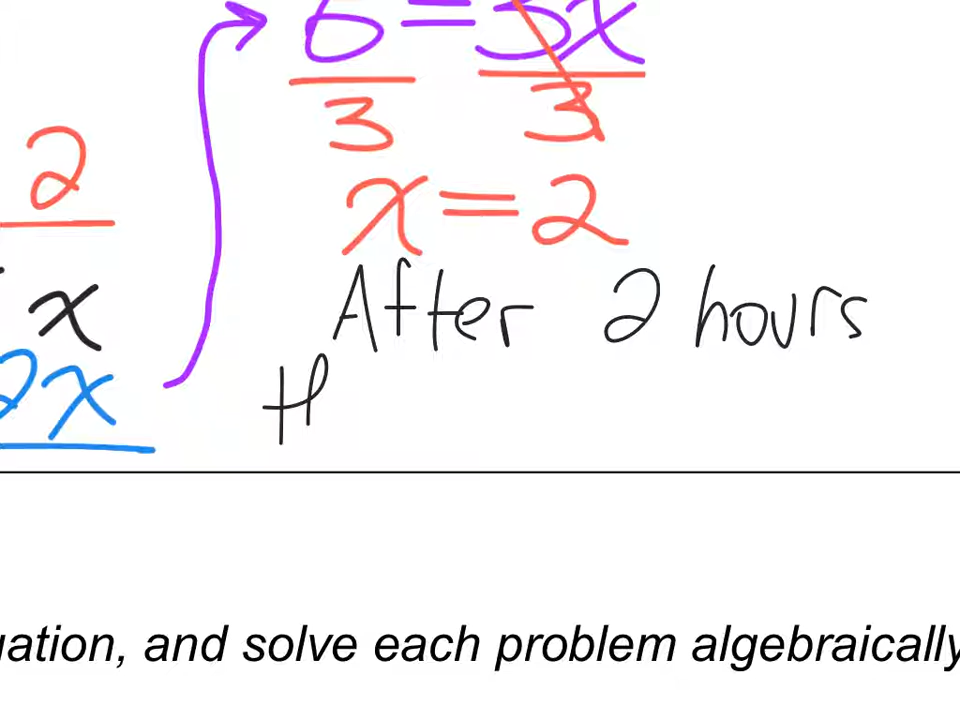 6 = 3x
3 3
2
x = 2
x
After 2 hours
2x
uation, and solve each problem algebraically